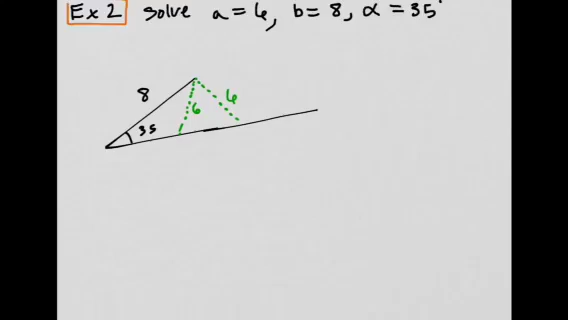 Ex 2 solve a = 6, b = 8, α = 35°
8
6
6
35